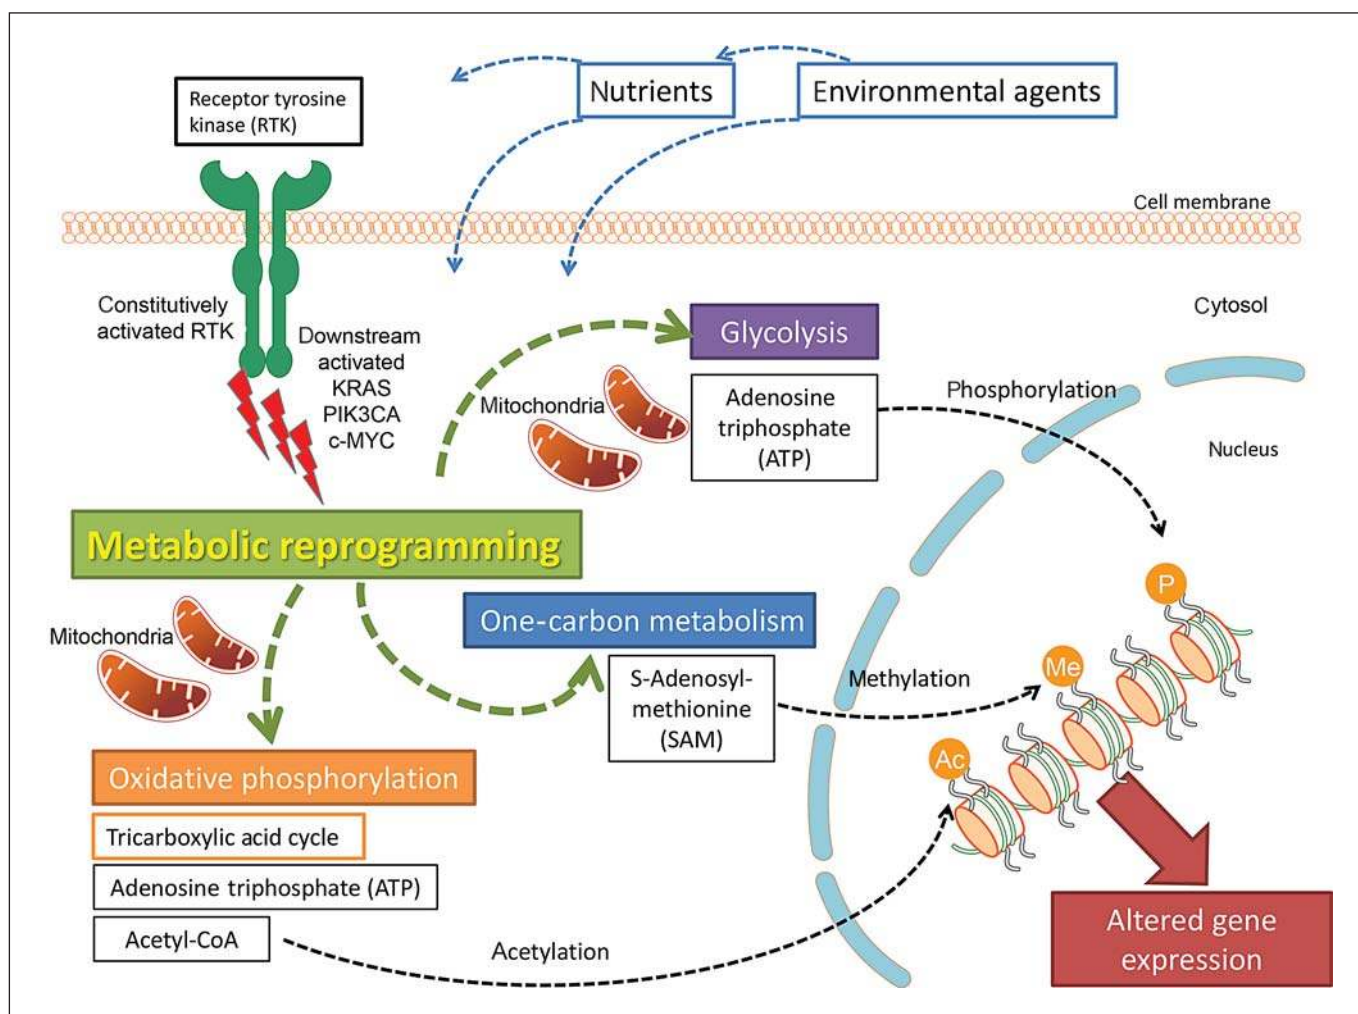 Receptor tyrosine
kinase (RTK)
Nutrients
Environmental agents
Cell membrane
Constitutively
activated RTK
Downstream
activated
KRAS
PIK3CA
c-MYC
Glycolysis
Mitochondria
Adenosine
triphosphate
(ATP)
Phosphorylation
Cytosol
Nucleus
Metabolic reprogramming
Mitochondria
One-carbon metabolism
S-Adenosyl-
methionine
(SAM)
Methylation
P
Me
Ac
Oxidative phosphorylation
Tricarboxylic acid cycle
Adenosine triphosphate (ATP)
Acetyl-CoA
Acetylation
Altered gene
expression